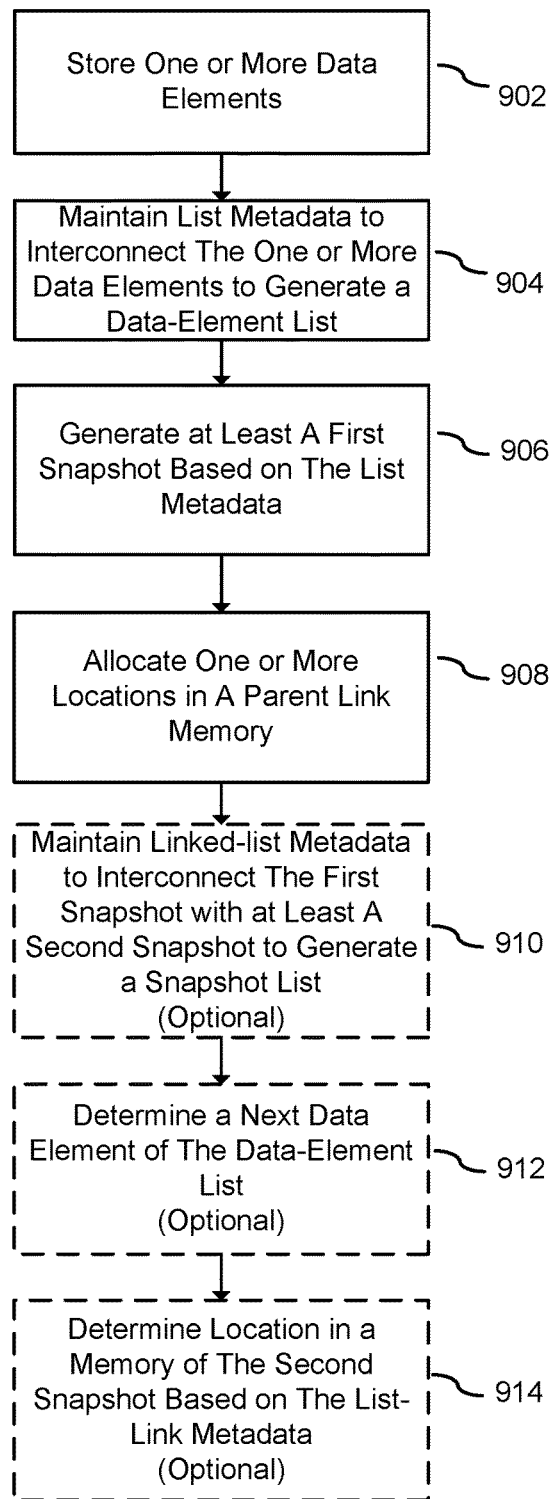 Store One or More Data
Elements
902
Maintain List Metadata to
Interconnect The One or More
Data Elements to Generate a
Data-Element List
904
Generate at Least A First
Snapshot Based on The List
Metadata
906
Allocate One or More
Locations in A Parent Link
Memory
908
Maintain Linked-list Metadata
to Interconnect The First
Snapshot with at Least A
Second Snapshot to Generate
a Snapshot List
(Optional)
910
Determine a Next Data
Element of The Data-Element
List
(Optional)
912
Determine Location in a
Memory of The Second
Snapshot Based on The List-
Link Metadata
(Optional)
914